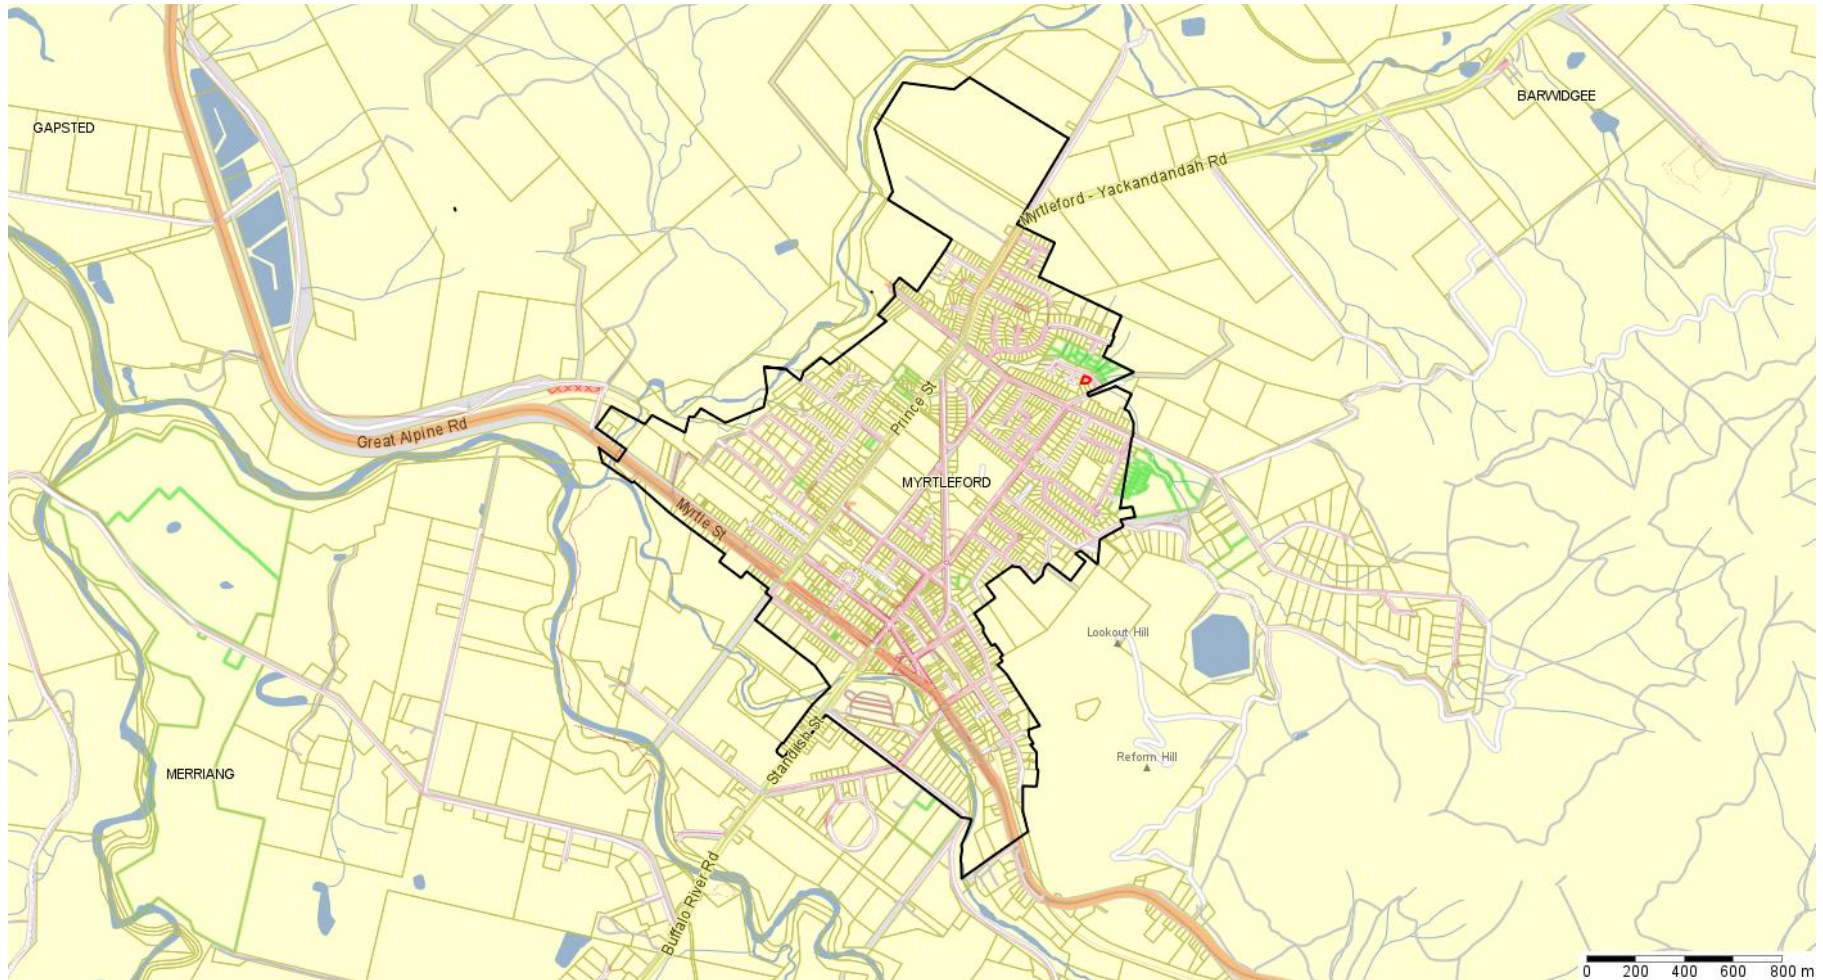 BARWIDGEE
GAPSTED
Myrtleford - Yackandandah Rd
Prince St
Great Alpine Rd
MYRTLEFORD
Myrtle St
Lookout Hill
Standish St
Reform Hill
MERRIANG
Buffalo River Rd
0 200 400 600 800 m